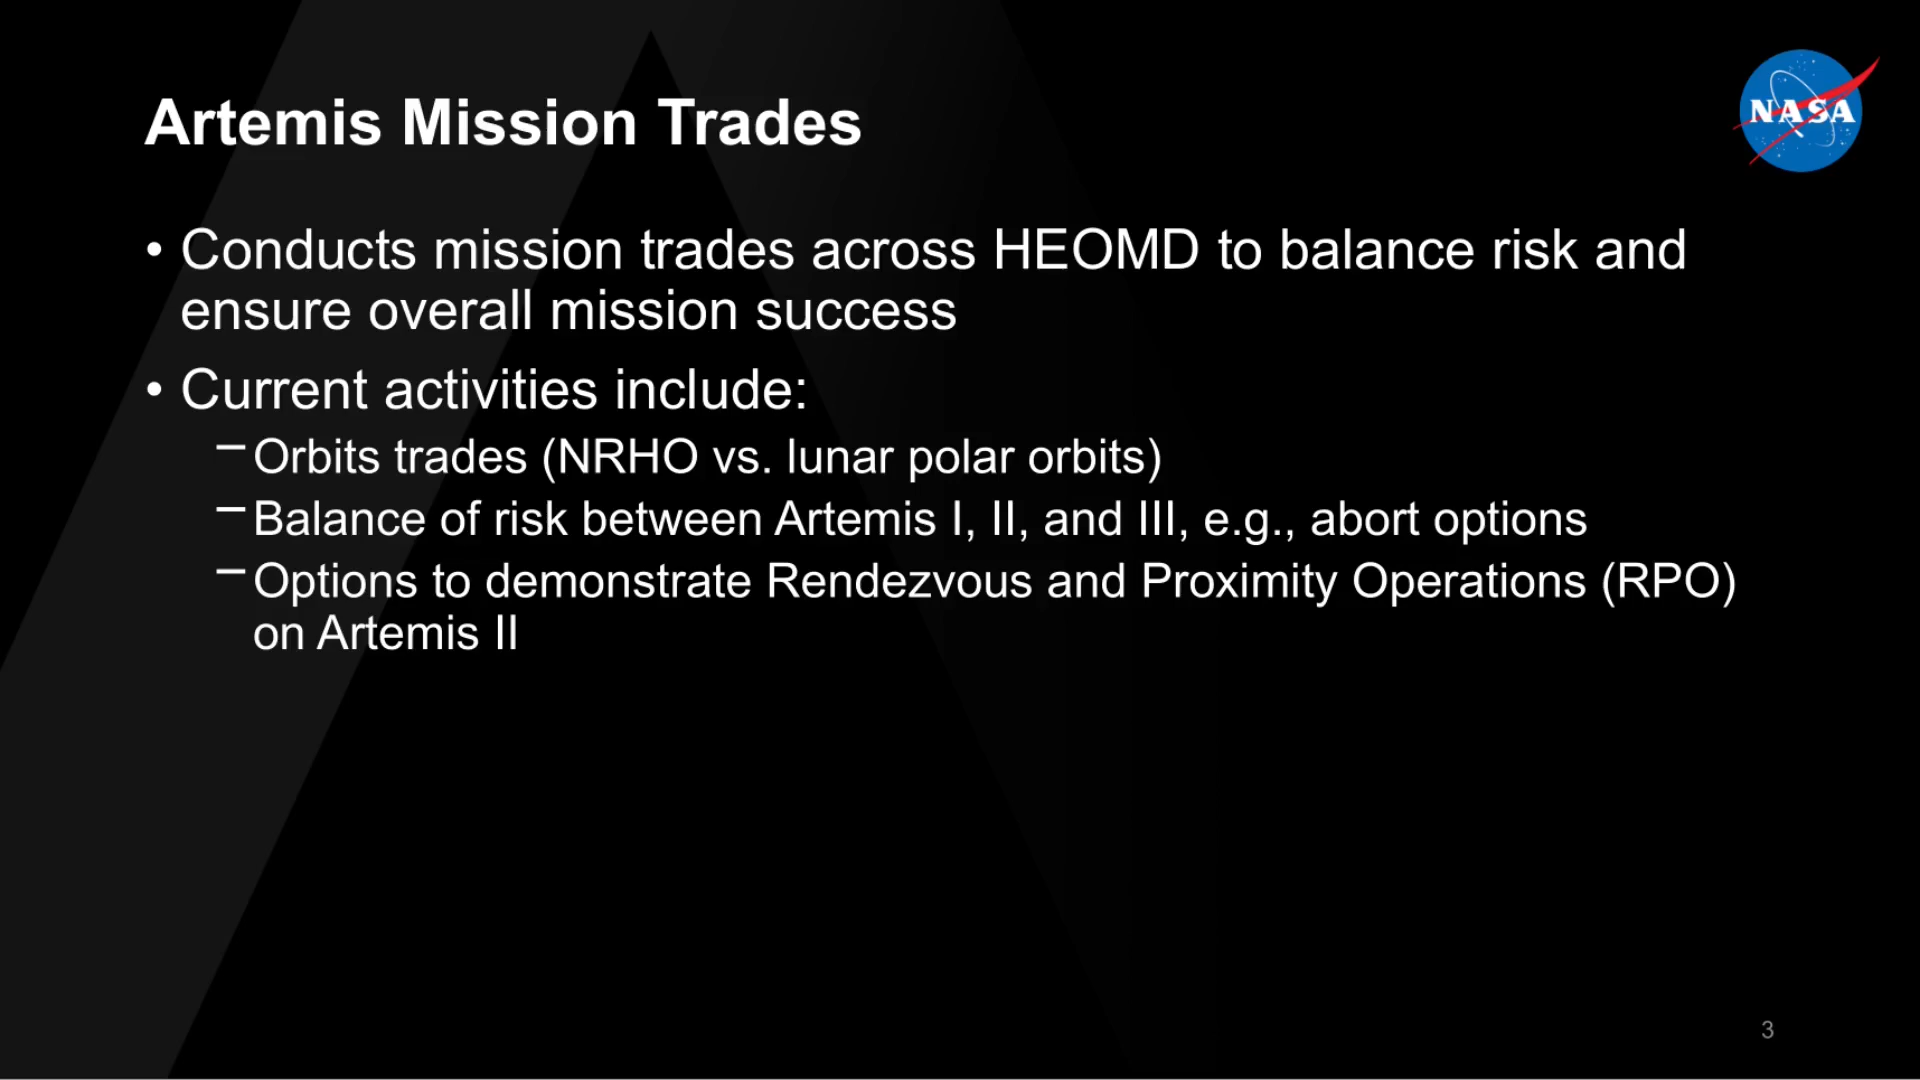 Artemis Mission Trades
NASA
• Conducts mission trades across HEOMD to balance risk and
ensure overall mission success
• Current activities include:
– Orbits trades (NRHO vs. lunar polar orbits)
– Balance of risk between Artemis I, II, and III, e.g., abort options
– Options to demonstrate Rendezvous and Proximity Operations (RPO)
on Artemis II
3